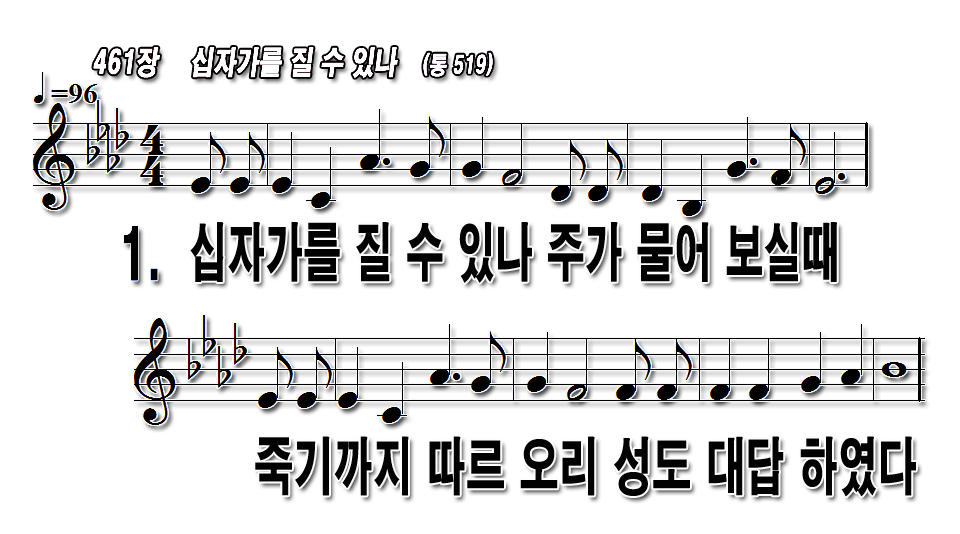 461장 십자가를 질 수 있나 (통 519)
♩=96
4
4
1. 십자가를 질 수 있나 주가 물어 보실때
죽기까지 따르 오리 성도 대답 하였다